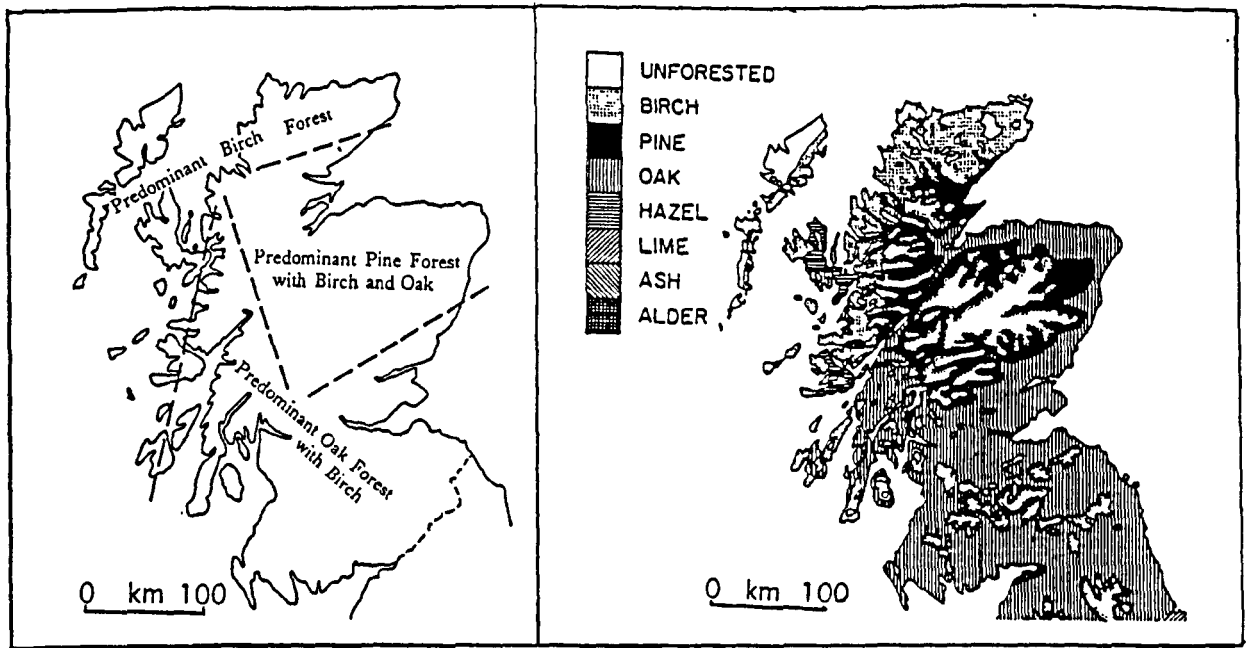 Predominant Birch Forest
Predominant Pine Forest
with Birch and Oak
Predominant Oak Forest
with Birch
0 km 100
UNFORESTED
BIRCH
PINE
OAK
HAZEL
LIME
ASH
ALDER
0 km 100